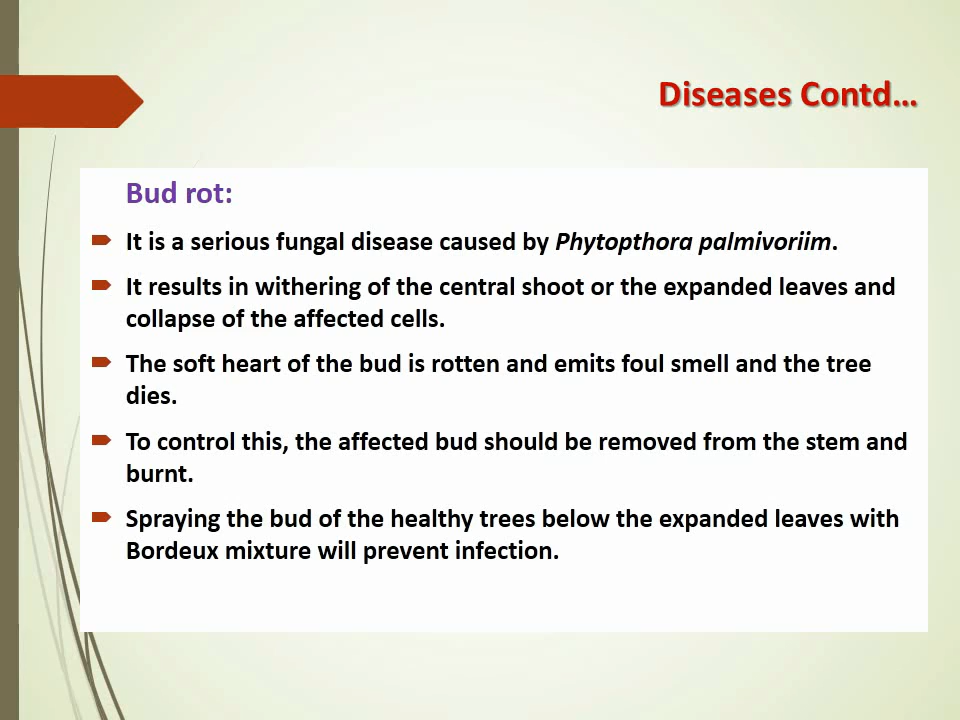 Diseases Contd...
Bud rot:
It is a serious fungal disease caused by Phytopthora palmivoriim.
It results in withering of the central shoot or the expanded leaves and
collapse of the affected cells.
The soft heart of the bud is rotten and emits foul smell and the tree
dies.
To control this, the affected bud should be removed from the stem and
burnt.
Spraying the bud of the healthy trees below the expanded leaves with
Bordeux mixture will prevent infection.